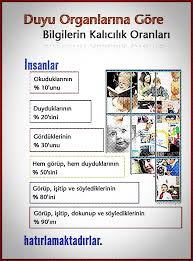 Duyu Organlarına Göre
Bilgilerin Kalıcılık Oranları
İnsanlar
Okuduklarının
% 10'unu
Duyduklarının
% 20'sini
Gördüklerinin
% 30'unu
Hem görüp, hem duyduklarının
% 50'sini
Görüp, işitip ve söylediklerinin
% 80'ini
Görüp, işitip, dokunup ve söylediklerinin
% 90'ını
hatırlamaktadırlar.